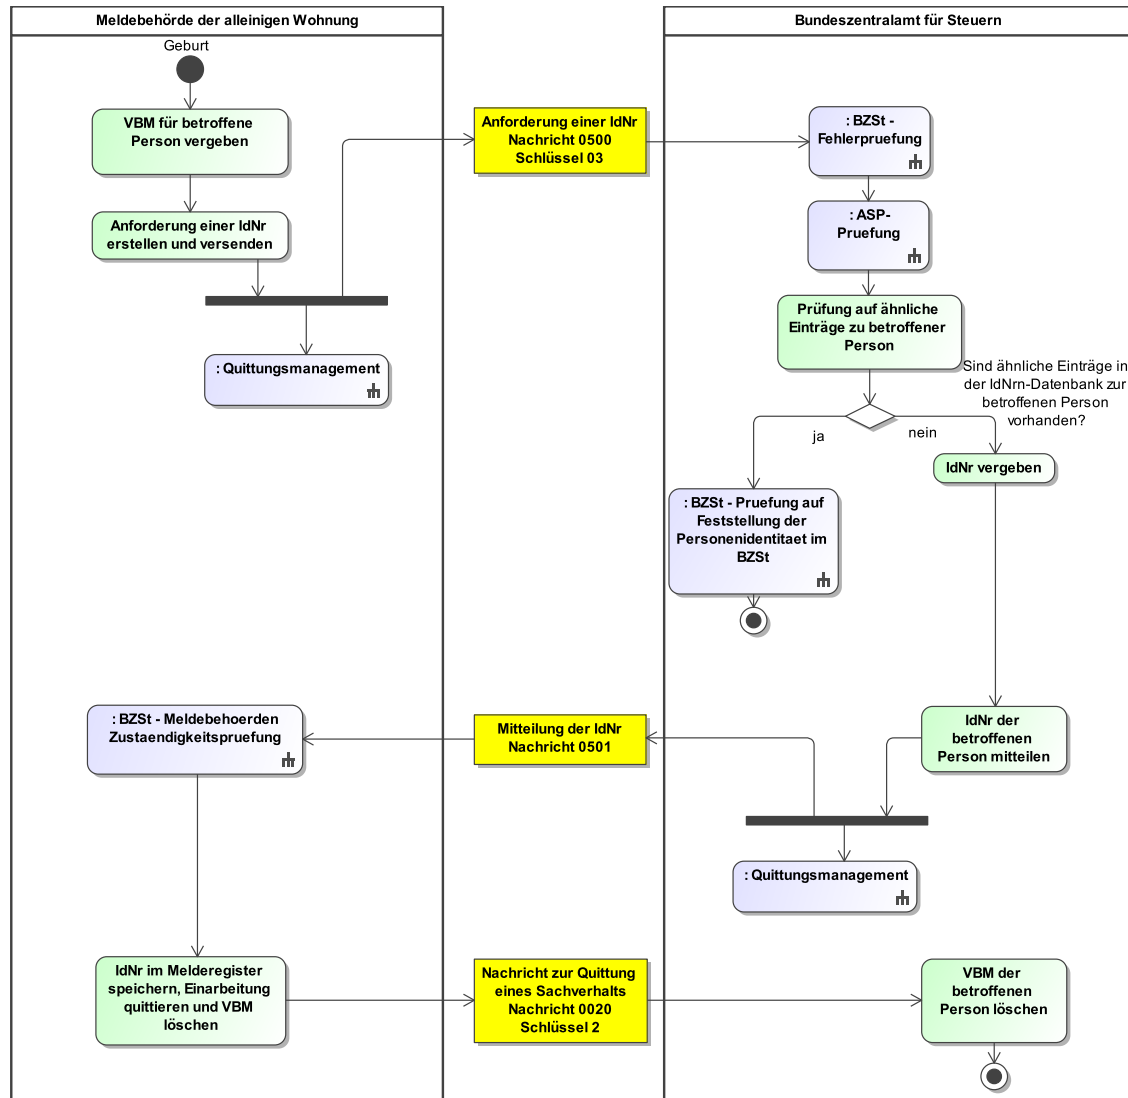 Meldebehörde der alleinigen Wohnung
Bundeszentralamt für Steuern
Geburt
VBM für betroffene
Person vergeben
Anforderung einer IdNr
erstellen und versenden
: Quittungsmanagement
Anforderung einer IdNr
Nachricht 0500
Schlüssel 03
: BZSt -
Fehlerpruefung
: ASP-
Pruefung
Prüfung auf ähnliche
Einträge zu betroffener
Person
Sind ähnliche Einträge in
der IdNrn-Datenbank zur
betroffenen Person
vorhanden?
ja
nein
IdNr vergeben
: BZSt - Pruefung auf
Feststellung der
Personenidentitaet im
BZSt
IdNr der
betroffenen
Person mitteilen
Mitteilung der IdNr
Nachricht 0501
: BZSt - Meldebehoerden
Zustaendigkeitspruefung
: Quittungsmanagement
IdNr im Melderegister
speichern, Einarbeitung
quittieren und VBM
löschen
Nachricht zur Quittung
eines Sachverhalts
Nachricht 0020
Schlüssel 2
VBM der
betroffenen
Person löschen